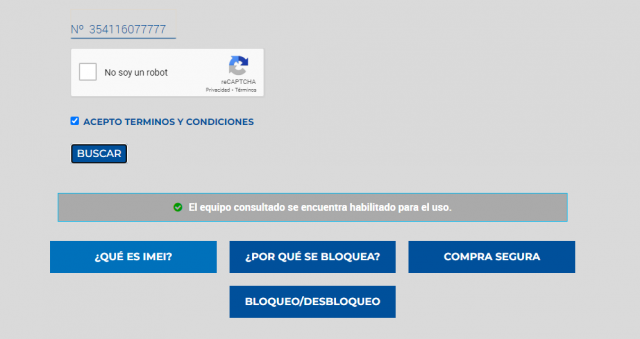 Nº 354116077777
No soy un robot
reCAPTCHA
Privacidad - Términos
ACEPTO TERMINOS Y CONDICIONES
BUSCAR
El equipo consultado se encuentra habilitado para el uso.
¿QUÉ ES IMEI?
¿POR QUÉ SE BLOQUEA?
COMPRA SEGURA
BLOQUEO/DESBLOQUEO